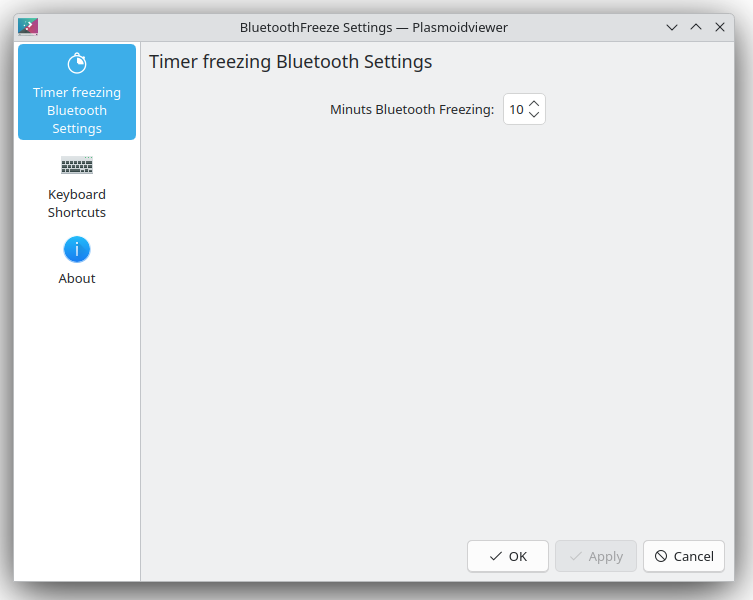 BluetoothFreeze Settings — Plasmoidviewer
Timer freezing
Bluetooth
Settings
Keyboard
Shortcuts
About
Timer freezing Bluetooth Settings
Minuts Bluetooth Freezing: 10
OK Apply Cancel